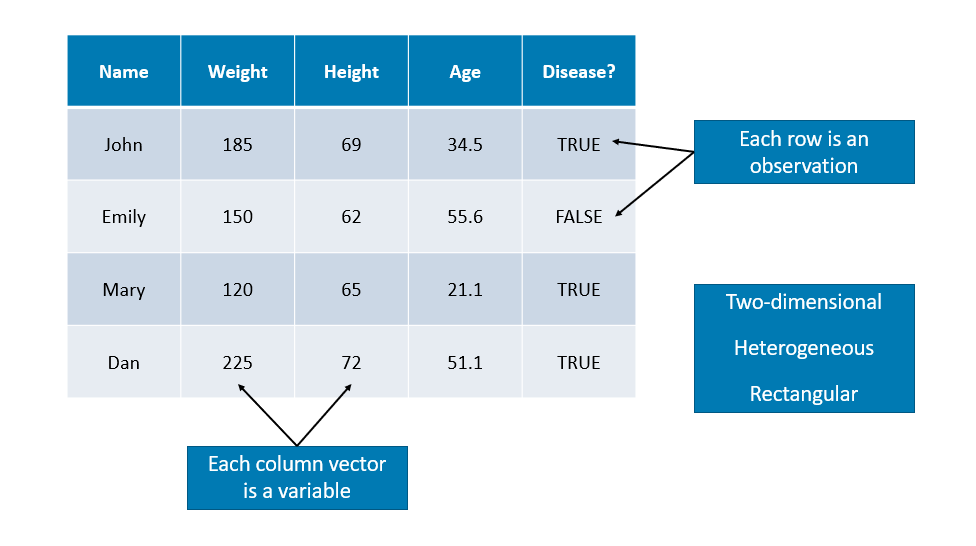 Name Weight Height Age Disease?
John 185 69 34.5 TRUE
Emily 150 62 55.6 FALSE
Mary 120 65 21.1 TRUE
Dan 225 72 51.1 TRUE
Each row is an
observation
Two-dimensional
Heterogeneous
Rectangular
Each column vector
is a variable